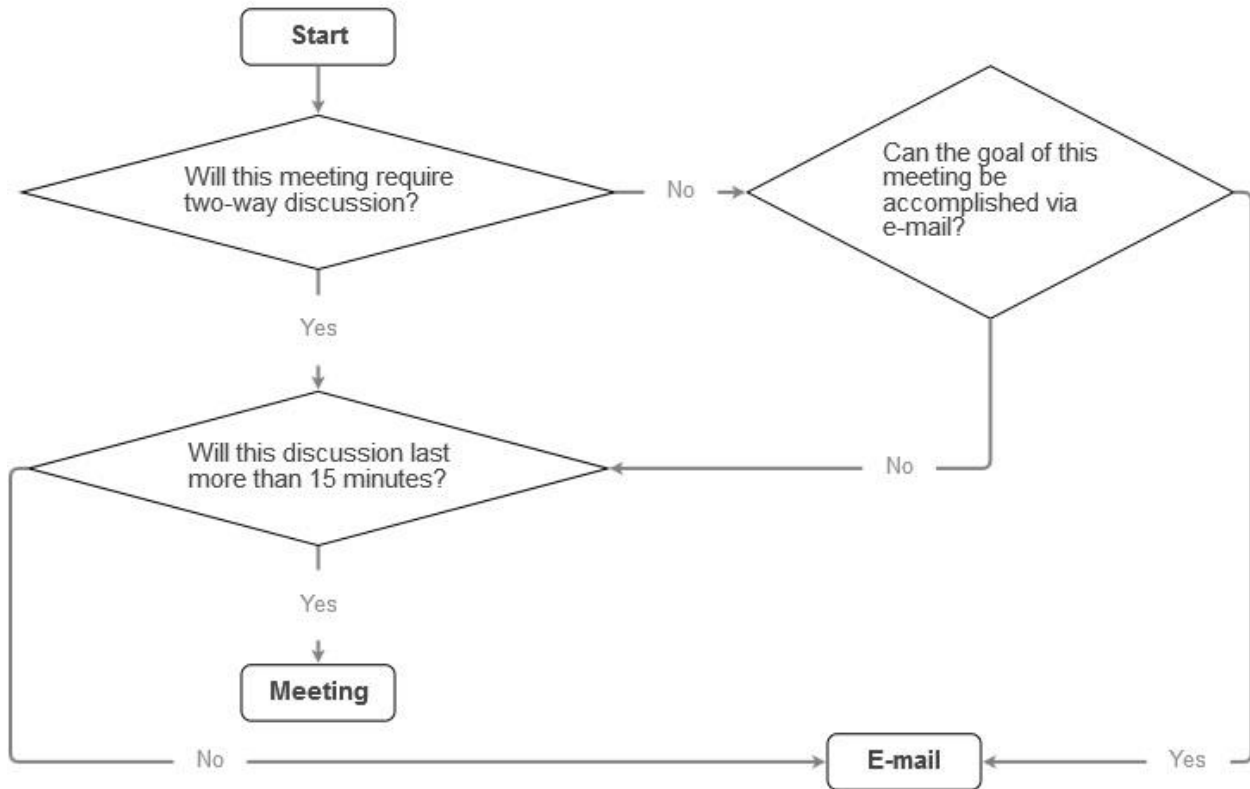 Start
Will this meeting require
two-way discussion?
No
Can the goal of this
meeting be
accomplished via
e-mail?
Yes
Will this discussion last
more than 15 minutes?
No
Yes
Meeting
No
E-mail
Yes